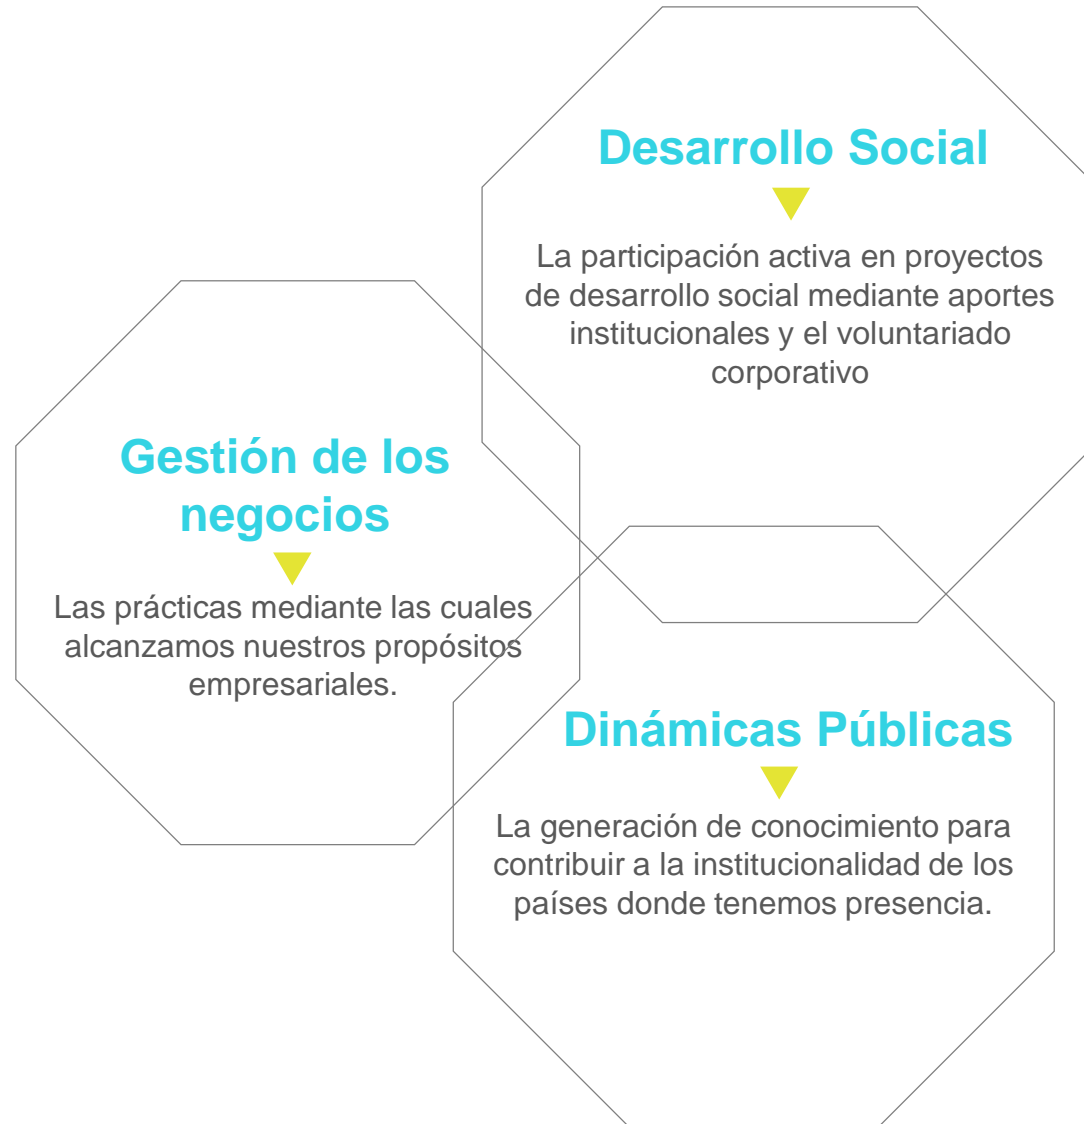 Desarrollo Social
La participación activa en proyectos
de desarrollo social mediante aportes
institucionales y el voluntariado
corporativo
Gestión de los
negocios
Las prácticas mediante las cuales
alcanzamos nuestros propósitos
empresariales.
Dinámicas Públicas
La generación de conocimiento para
contribuir a la institucionalidad de los
países donde tenemos presencia.